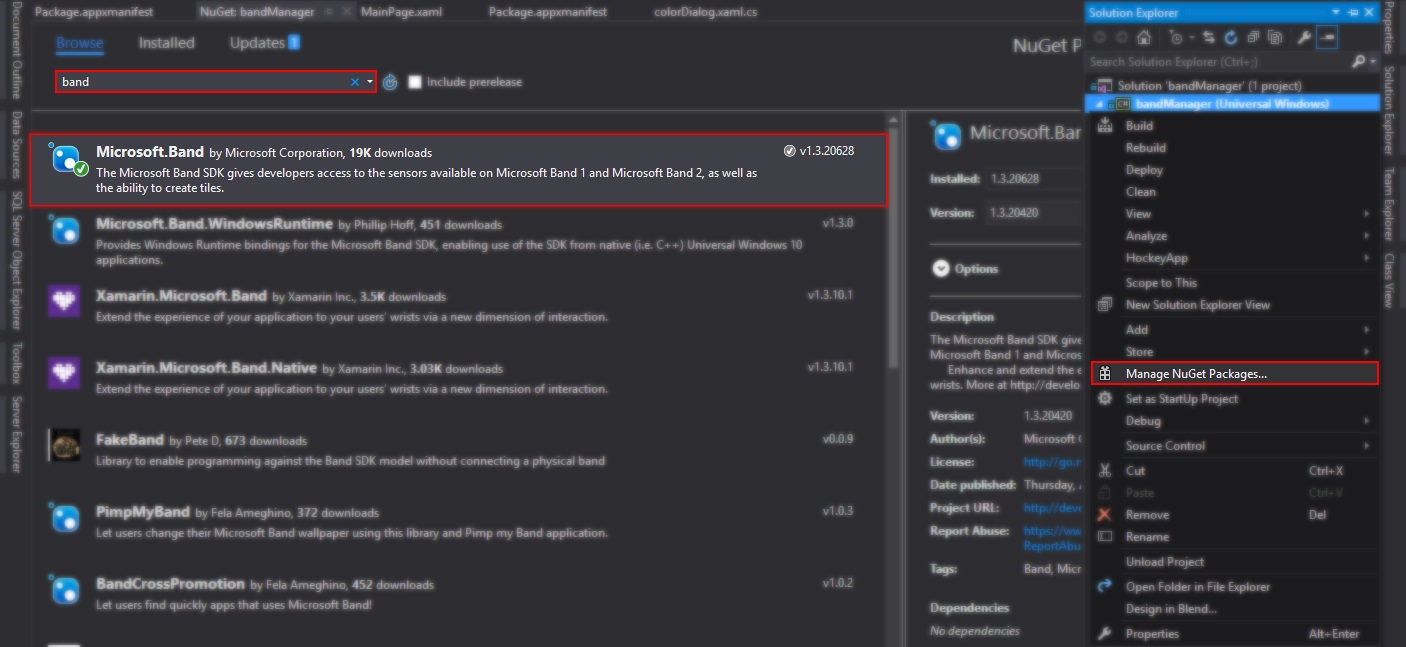 Package.appxmanifest
NuGet: bandManager
MainPage.xaml
Package.appxmanifest
colorDialog.xaml.cs
Document Outline
Data Sources
SQL Server Object Explorer
Toolbox
Server Explorer
Browse
Installed
Updates 1
NuGet P
band
Include prerelease
Microsoft.Band by Microsoft Corporation, 19K downloads
v1.3.20628
The Microsoft Band SDK gives developers access to the sensors available on Microsoft Band 1 and Microsoft Band 2, as well as
the ability to create tiles.
Microsoft.Band.WindowsRuntime by Phillip Hoff, 451 downloads
v1.3.0
Provides Windows Runtime bindings for the Microsoft Band SDK, enabling use of the SDK from native (i.e. C++) Universal Windows 10
applications.
Xamarin.Microsoft.Band by Xamarin Inc., 3.5K downloads
v1.3.10.1
Extend the experience of your application to your users' wrists via a new dimension of interaction.
Xamarin.Microsoft.Band.Native by Xamarin Inc., 3.03K downloads
v1.3.10.1
Extend the experience of your application to your users' wrists via a new dimension of interaction.
FakeBand by Pete D, 673 downloads
v0.0.9
Library to enable programming against the Band SDK model without connecting a physical band
PimpMyBand by Fela Ameghino, 372 downloads
v1.0.3
Let users change their Microsoft Band wallpaper using this library and Pimp my Band application.
BandCrossPromotion by Fela Ameghino, 452 downloads
v1.0.2
Let users find quickly apps that uses Microsoft Band!
Microsoft.Bar
Installed: 1.3.20628
Version: 1.3.20420
Options
Description
The Microsoft Band SDK give
Microsoft Band 1 and Micros
Enhance and extend the e
wrists. More at http://develo
Version: 1.3.20420
Author(s): Microsoft C
License: http://go.r
Date published: Thursday, 
Project URL: http://deve
Report Abuse: https://ww
ReportAbu
Tags: Band, Micr
Dependencies
No dependencies
Solution Explorer
Search Solution Explorer (Ctrl+;)
Solution 'bandManager' (1 project)
C# bandManager (Universal Windows)
Build
Rebuild
Deploy
Clean
View
Analyze
HockeyApp
Scope to This
New Solution Explorer View
Add
Store
Manage NuGet Packages...
Set as StartUp Project
Debug
Source Control
Cut Ctrl+X
Paste Ctrl+V
Remove Del
Rename
Unload Project
Open Folder in File Explorer
Design in Blend...
Properties Alt+Enter
Properties
Solution Explorer
Team Explorer
Class View